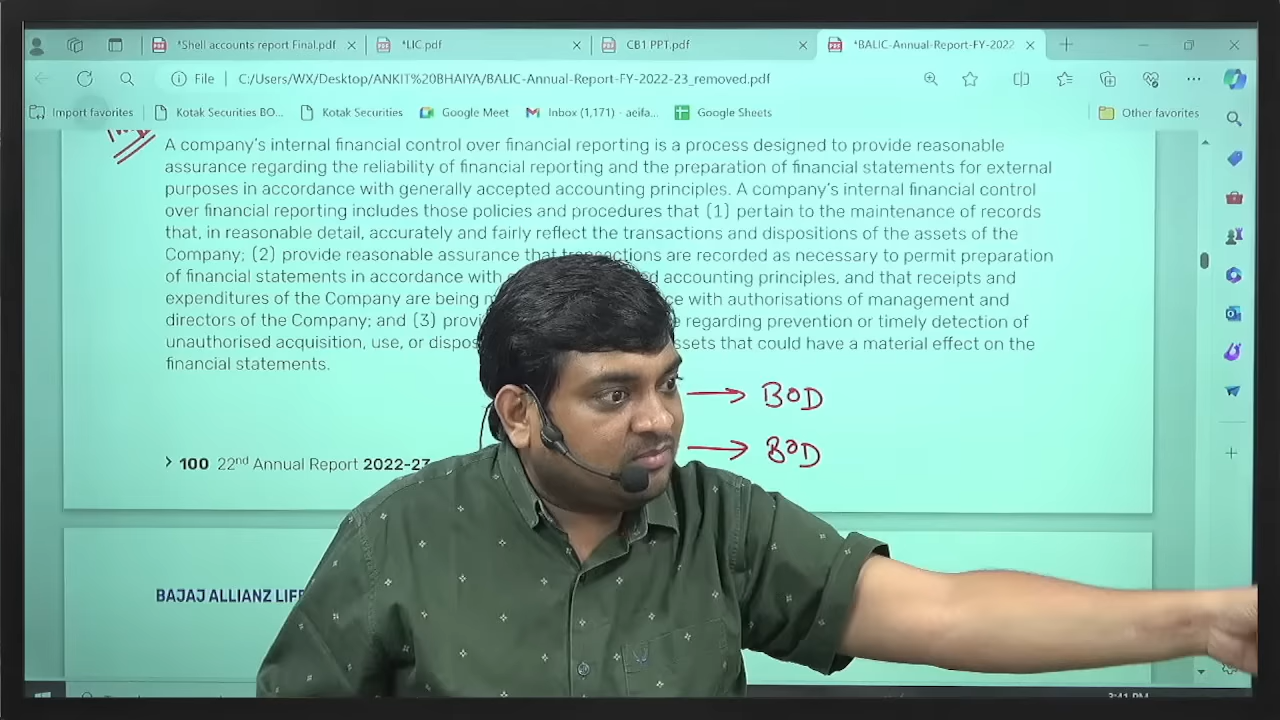 *Shell accounts report Final.pdf
*LIC.pdf
CB1 PPT.pdf
*BALIC-Annual-Report-FY-2022
File
C:/Users/WX/Desktop/ANKIT%20BHAIYA/BALIC-Annual-Report-FY-2022-23_removed.pdf
Import favorites
Kotak Securities BO...
Kotak Securities
Google Meet
Inbox (1,171) - aeifa...
Google Sheets
Other favorites
A company's internal financial control over financial reporting is a process designed to provide reasonable
assurance regarding the reliability of financial reporting and the preparation of financial statements for external
purposes in accordance with generally accepted accounting principles. A company's internal financial control
over financial reporting includes those policies and procedures that (1) pertain to the maintenance of records
that, in reasonable detail, accurately and fairly reflect the transactions and dispositions of the assets of the
Company; (2) provide reasonable assurance that transactions are recorded as necessary to permit preparation
of financial statements in accordance with accounting principles, and that receipts and
expenditures of the Company are being with authorisations of management and
directors of the Company; and (3) regarding prevention or timely detection of
unauthorised acquisition, use, or assets that could have a material effect on the
financial statements.
→ BOD
→ BOD
> 100 22nd Annual Report 2022-27
BAJAJ ALLIANZ
3:41 PM